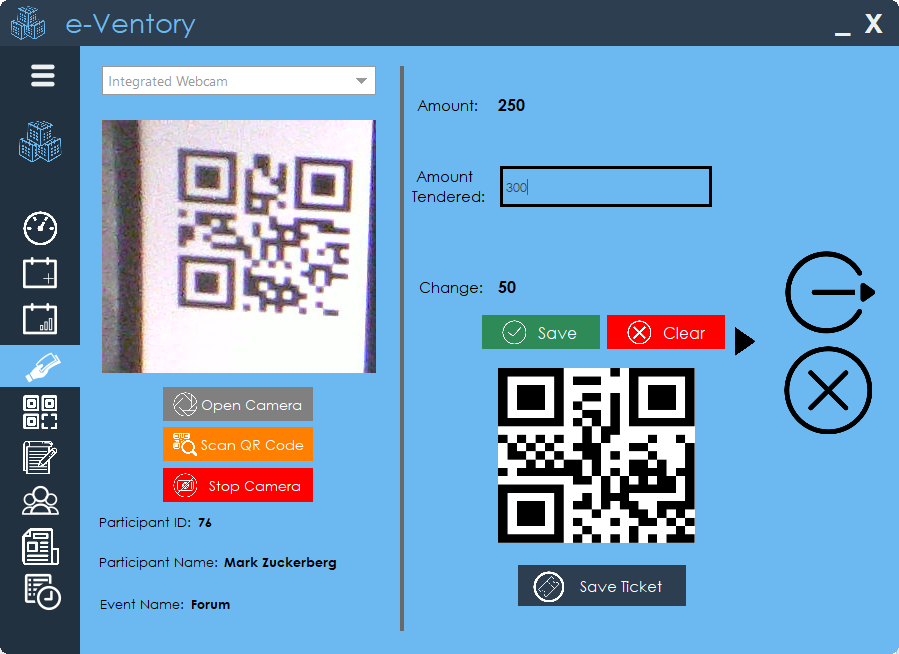 e-Ventory
_ X
Integrated Webcam
Open Camera
Scan QR Code
Stop Camera
Participant ID: 76
Participant Name: Mark Zuckerberg
Event Name: Forum
Amount: 250
Amount
Tendered: 300
Change: 50
Save Clear
Save Ticket